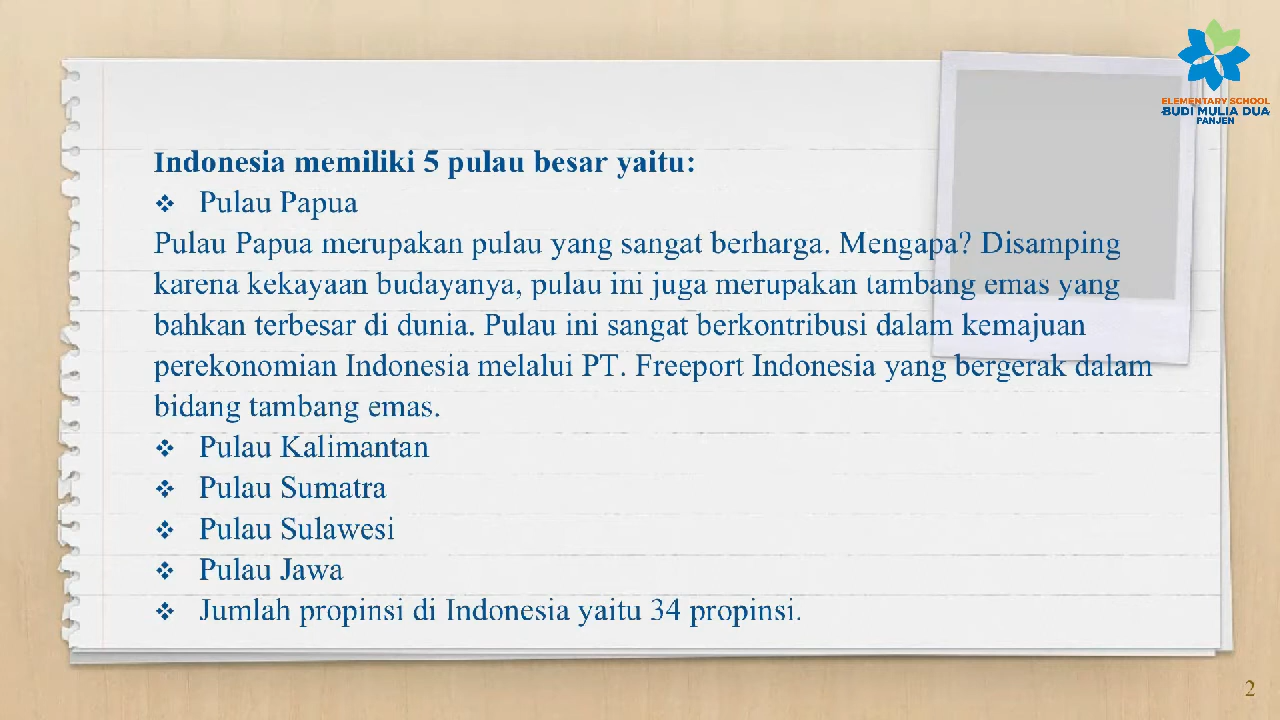 ELEMENTARY SCHOOL
BUDI MULIA DUA
PANJEN
Indonesia memiliki 5 pulau besar yaitu:
❖ Pulau Papua
Pulau Papua merupakan pulau yang sangat berharga. Mengapa? Disamping
karena kekayaan budayanya, pulau ini juga merupakan tambang emas yang
bahkan terbesar di dunia. Pulau ini sangat berkontribusi dalam kemajuan
perekonomian Indonesia melalui PT. Freeport Indonesia yang bergerak dalam
bidang tambang emas.
❖ Pulau Kalimantan
❖ Pulau Sumatra
❖ Pulau Sulawesi
❖ Pulau Jawa
❖ Jumlah propinsi di Indonesia yaitu 34 propinsi.
2